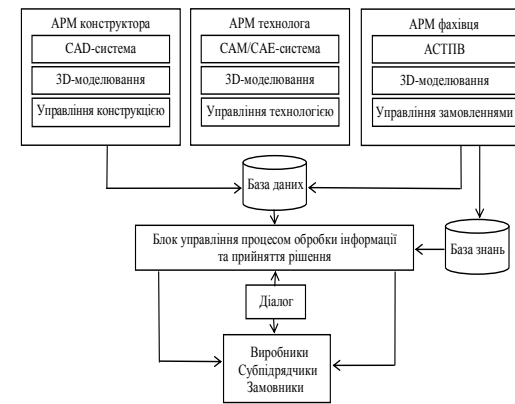 АРМ конструктора
CAD-система
3D-моделювання
Управління конструкцією
АРМ технолога
CAM/CAE-система
3D-моделювання
Управління технологією
АРМ фахівця
АСТПВ
3D-моделювання
Управління замовленнями
База даних
Блок управління процесом обробки інформації
та прийняття рішення
База знань
Діалог
Виробники
Субпідрядчики
Замовники